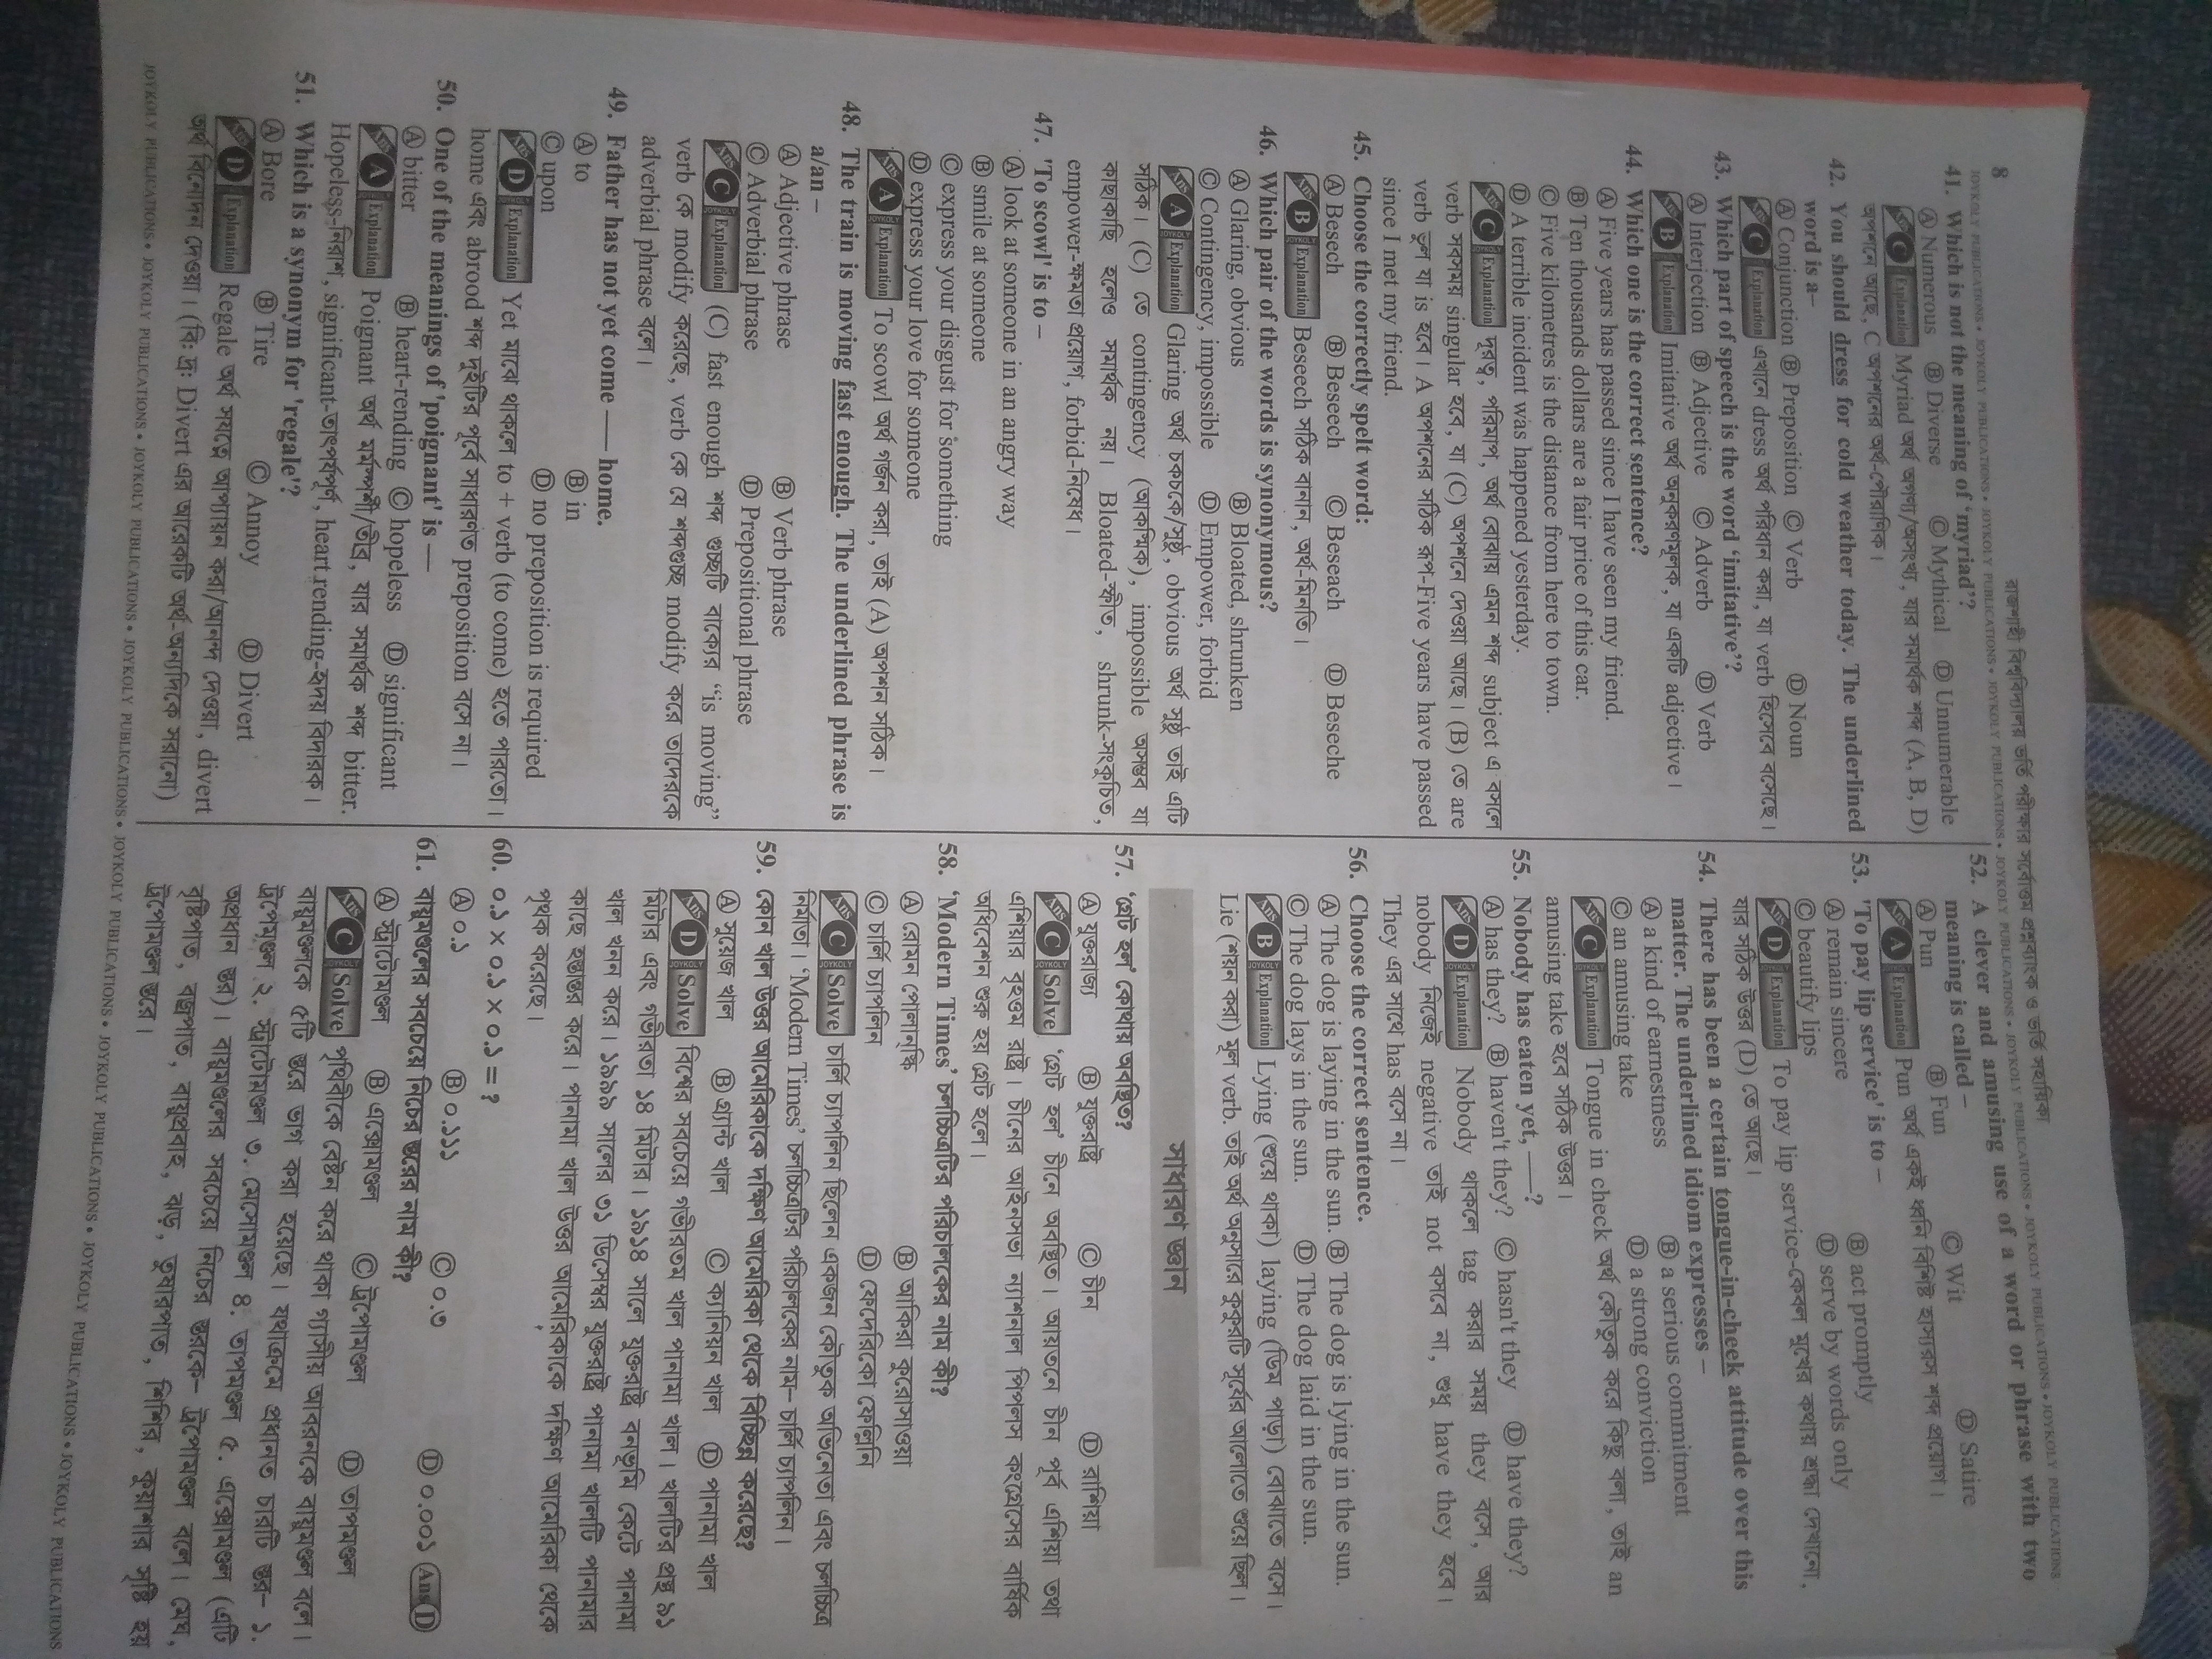 8
রাজশাহী বিশ্ববিদ্যালয় ভর্তি পরীক্ষার সর্বোত্তম প্রশ্নব্যাংক ও ভর্তি সহায়িকা
JOYKOLY PUBLICATIONS • JOYKOLY PUBLICATIONS • JOYKOLY PUBLICATIONS • JOYKOLY PUBLICATIONS • JOYKOLY PUBLICATIONS • JOYKOLY PUBLICATIONS • JOYKOLY PUBLICATIONS • JOYKOLY PUBLICATIONS
41. Which is not the meaning of ‘myriad’?
Ⓐ Numerous Ⓑ Diverse Ⓒ Mythical Ⓓ Unnumerable
Ans C Explanation Myriad অর্থ অগণ্য/অসংখ্য, যার সমার্থক শব্দ (A, B, D)
অপশনে আছে, C অপশনের অর্থ-পৌরাণিক।
42. You should dress for cold weather today. The underlined
word is a–
Ⓐ Conjunction Ⓑ Preposition Ⓒ Verb Ⓓ Noun
Ans C Explanation এখানে dress অর্থ পরিধান করা, যা verb হিসেবে বসেছে।
43. Which part of speech is the word ‘imitative’?
Ⓐ Interjection Ⓑ Adjective Ⓒ Adverb Ⓓ Verb
Ans B Explanation Imitative অর্থ অনুকরণমূলক, যা একটি adjective।
44. Which one is the correct sentence?
Ⓐ Five years has passed since I have seen my friend.
Ⓑ Ten thousands dollars are a fair price of this car.
Ⓒ Five kilometres is the distance from here to town.
Ⓓ A terrible incident was happened yesterday.
Ans C Explanation দূরত্ব, পরিমাপ, অর্থ বোঝায় এমন শব্দ subject এ বসলে
verb সবসময় singular হবে, যা (C) অপশনে দেওয়া আছে। (B) তে are
verb ভুল যা is হবে। A অপশনের সঠিক রূপ-Five years have passed
since I met my friend.
45. Choose the correctly spelt word:
Ⓐ Besech Ⓑ Beseech Ⓒ Beseach Ⓓ Beseche
Ans B Explanation Beseech সঠিক বানান, অর্থ-মিনতি।
46. Which pair of the words is synonymous?
Ⓐ Glaring, obvious Ⓑ Bloated, shrunken
Ⓒ Contingency, impossible Ⓓ Empower, forbid
Ans A Explanation Glaring অর্থ চকচকে/সুষ্ঠু, obvious অর্থ সুষ্ঠু তাই এটি
সঠিক। (C) তে contingency (আকস্মিক), impossible অসম্ভব যা
কাছাকাছি হলেও সমার্থক নয়। Bloated-স্ফীত, shrunk-সংকুচিত,
empower-ক্ষমতা প্রয়োগ, forbid-নিষেধ।
47. 'To scowl' is to –
Ⓐ look at someone in an angry way
Ⓑ smile at someone
Ⓒ express your disgust for something
Ⓓ express your love for someone
Ans A Explanation To scowl অর্থ গর্জন করা, তাই (A) অপশন সঠিক।
48. The train is moving fast enough. The underlined phrase is
a/an –
Ⓐ Adjective phrase Ⓑ Verb phrase
Ⓒ Adverbial phrase Ⓓ Prepositional phrase
Ans C Explanation (C) fast enough শব্দ গুচ্ছটি বাক্যের “is moving”
verb কে modify করেছে, verb কে যে শব্দগুচ্ছ modify করে তাদেরকে
adverbial phrase বলে।
49. Father has not yet come —— home.
Ⓐ to Ⓑ in
Ⓒ upon Ⓓ no preposition is required
Ans D Explanation Yet মাঝে থাকলে to + verb (to come) হতে পারতো।
home এবং abrood শব্দ দুইটির পূর্বে সাধারণত preposition বসে না।
50. One of the meanings of 'poignant' is —
Ⓐ bitter Ⓑ heart-rending Ⓒ hopeless Ⓓ significant
Ans A Explanation Poignant অর্থ মর্মস্পর্শী/তীব্র, যার সমার্থক শব্দ bitter.
Hopeless-নিরাশ, significant-তাৎপর্যপূর্ণ, heart rending-হৃদয় বিদারক।
51. Which is a synonym for 'regale'?
Ⓐ Bore Ⓑ Tire Ⓒ Annoy Ⓓ Divert
Ans D Explanation Regale অর্থ সযত্নে আপ্যায়ন করা/আনন্দ দেওয়া, divert
অর্থ বিনোদন দেওয়া। (বিঃ দ্রঃ Divert এর আরেকটি অর্থ-অন্যদিকে সরানো)
52. A clever and amusing use of a word or phrase with two
meaning is called –
Ⓐ Pun Ⓑ Fun Ⓒ Wit Ⓓ Satire
Ans A Explanation Pun অর্থ একই ধ্বনি বিশিষ্ট হাস্যরস শব্দ প্রয়োগ।
53. 'To pay lip service' is to –
Ⓐ remain sincere Ⓑ act promptly
Ⓒ beautify lips Ⓓ serve by words only
Ans D Explanation To pay lip service-কেবল মুখের কথায় শ্রদ্ধা দেখানো,
যার সঠিক উত্তর (D) তে আছে।
54. There has been a certain tongue-in-cheek attitude over this
matter. The underlined idiom expresses –
Ⓐ a kind of earnestness Ⓑ a serious commitment
Ⓒ an amusing take Ⓓ a strong conviction
Ans C Explanation Tongue in check অর্থ কৌতুক করে কিছু বলা, তাই an
amusing take হবে সঠিক উত্তর।
55. Nobody has eaten yet, ——?
Ⓐ has they? Ⓑ haven't they? Ⓒ hasn't they Ⓓ have they?
Ans D Explanation Nobody থাকলে tag করার সময় they বসে, আর
nobody নিজেই negative তাই not বসবে না, শুধু have they হবে।
They এর সাথে has বসে না।
56. Choose the correct sentence.
Ⓐ The dog is laying in the sun. Ⓑ The dog is lying in the sun.
Ⓒ The dog lays in the sun. Ⓓ The dog laid in the sun.
Ans B Explanation Lying (শুয়ে থাকা) laying (ডিম পাড়া) বোঝাতে বসে।
Lie (শয়ন করা) মূল verb. তাই অর্থ অনুসারে কুকুরটি সূর্যের আলোতে শুয়ে ছিল।
সাধারণ জ্ঞান
57. ‘গ্রেট হল’ কোথায় অবস্থিত?
Ⓐ যুক্তরাজ্য Ⓑ যুক্তরাষ্ট্র Ⓒ চীন Ⓓ রাশিয়া
Ans C Solve ‘গ্রেট হল’ চীনে অবস্থিত। আয়তনে চীন পূর্ব এশিয়া তথা
এশিয়ার বৃহত্তম রাষ্ট্র। চীনের আইনসভা ন্যাশনাল পিপলস কংগ্রেসের বার্ষিক
অধিবেশন শুরু হয় গ্রেট হলে।
58. ‘Modern Times’ চলচ্চিত্রটির পরিচালকের নাম কী?
Ⓐ রোমন পোলান্‌স্কি Ⓑ আকিরা কুরোসাওয়া
Ⓒ চার্লি চ্যাপলিন Ⓓ ফেদেরিকো ফেল্লিনি
Ans C Solve চার্লি চ্যাপলিন ছিলেন একজন কৌতুক অভিনেতা এবং চলচ্চিত্র
নির্মাতা। ‘Modern Times’ চলচ্চিত্রটির পরিচালকের নাম– চার্লি চ্যাপলিন।
59. কোন খাল উত্তর আমেরিকাকে দক্ষিণ আমেরিকা থেকে বিচ্ছিন্ন করেছে?
Ⓐ সুয়েজ খাল Ⓑ গ্র্যান্ট খাল Ⓒ ক্যানিয়ন খাল Ⓓ পানামা খাল
Ans D Solve বিশ্বের সবচেয়ে গভীরতম খাল পানামা খাল। খালটির প্রস্থ ৯১
মিটার এবং গভীরতা ১৪ মিটার। ১৯১৪ সালে যুক্তরাষ্ট্র বনভূমি কেটে পানামা
খাল খনন করে। ১৯৯৯ সালের ৩১ ডিসেম্বর যুক্তরাষ্ট্র পানামা খালটি পানামার
কাছে হস্তান্তর করে। পানামা খাল উত্তর আমেরিকাকে দক্ষিণ আমেরিকা থেকে
পৃথক করেছে।
60. ০.১ × ০.১ × ০.১ = ?
Ⓐ ০.১ Ⓑ ০.১১১ Ⓒ ০.৩ Ⓓ ০.০০১ Ans D
61. বায়ুমণ্ডলের সবচেয়ে নিচের স্তরের নাম কী?
Ⓐ স্ট্রাটোমণ্ডল Ⓑ এক্সোমণ্ডল Ⓒ ট্রপোমণ্ডল Ⓓ তাপমণ্ডল
Ans C Solve পৃথিবীকে বেষ্টন করে থাকা গ্যাসীয় আবরনকে বায়ুমণ্ডল বলে।
বায়ুমণ্ডলকে ৫টি স্তরে ভাগ করা হয়েছে। যথাক্রমে প্রধানত চারটি স্তর– ১.
ট্রপেমণ্ডল ২. স্ট্রাটোমণ্ডল ৩. মেসোমণ্ডল ৪. তাপমণ্ডল ৫. এক্সোমণ্ডল (এটি
অপ্রধান স্তর)। বায়ুমণ্ডলের সবচেয়ে নিচের স্তরকে– ট্রপোমণ্ডল বলে। মেঘ,
বৃষ্টিপাত, বজ্রপাত, বায়ুপ্রবাহ, ঝড়, তুষারপাত, শিশির, কুয়াশার সৃষ্টি হয়
ট্রপোমণ্ডল স্তরে।
JOYKOLY PUBLICATIONS • JOYKOLY PUBLICATIONS • JOYKOLY PUBLICATIONS • JOYKOLY PUBLICATIONS • JOYKOLY PUBLICATIONS • JOYKOLY PUBLICATIONS • JOYKOLY PUBLICATIONS • JOYKOLY PUBLICATIONS